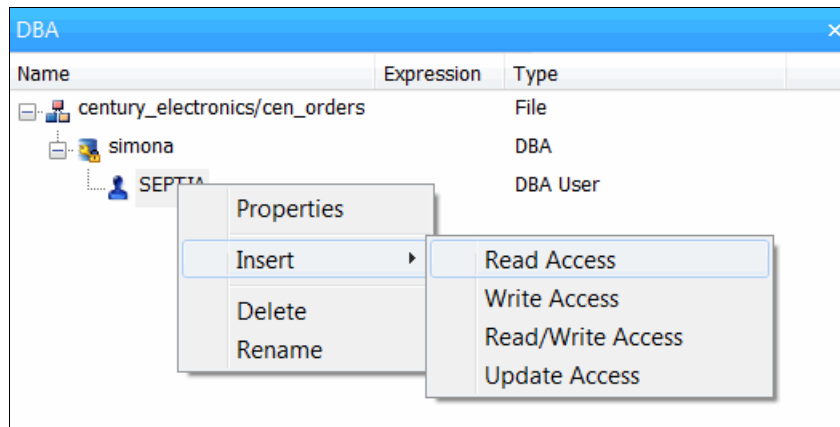 DBA
Name Expression Type
century_electronics/cen_orders File
simona DBA
SEPTJA DBA User
Properties
Insert Read Access
Write Access
Delete Read/Write Access
Rename Update Access